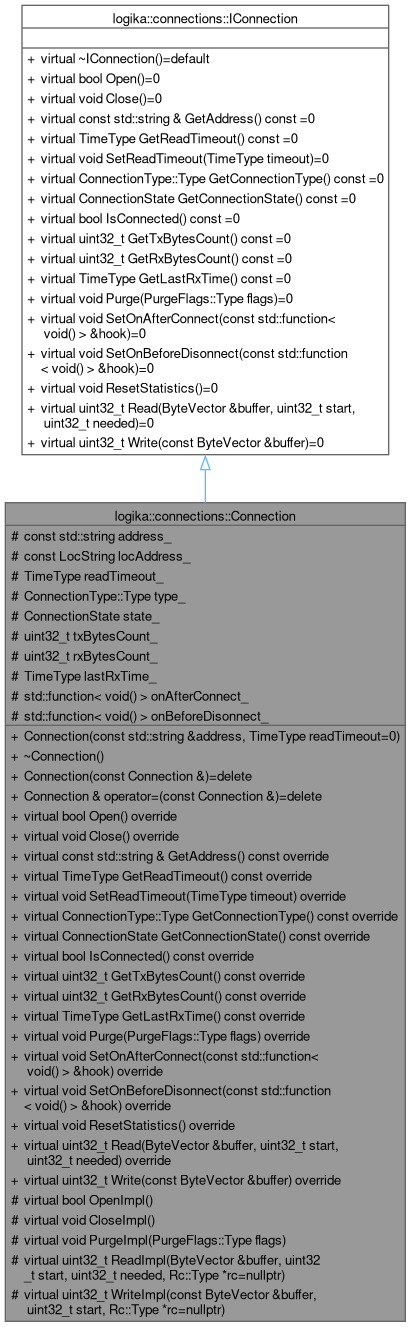 logika::connections::IConnection
+ virtual ~IConnection()=default
+ virtual bool Open()=0
+ virtual void Close()=0
+ virtual const std::string & GetAddress() const =0
+ virtual TimeType GetReadTimeout() const =0
+ virtual void SetReadTimeout(TimeType timeout)=0
+ virtual ConnectionType::Type GetConnectionType() const =0
+ virtual ConnectionState GetConnectionState() const =0
+ virtual bool IsConnected() const =0
+ virtual uint32_t GetTxBytesCount() const =0
+ virtual uint32_t GetRxBytesCount() const =0
+ virtual TimeType GetLastRxTime() const =0
+ virtual void Purge(PurgeFlags::Type flags)=0
+ virtual void SetOnAfterConnect(const std::function<
void() > &hook)=0
+ virtual void SetOnBeforeDisonnect(const std::function
< void() > &hook)=0
+ virtual void ResetStatistics()=0
+ virtual uint32_t Read(ByteVector &buffer, uint32_t start,
uint32_t needed)=0
+ virtual uint32_t Write(const ByteVector &buffer)=0
logika::connections::Connection
# const std::string address_
# const LocString locAddress_
# TimeType readTimeout_
# ConnectionType::Type type_
# ConnectionState state_
# uint32_t txBytesCount_
# uint32_t rxBytesCount_
# TimeType lastRxTime_
# std::function< void() > onAfterConnect_
# std::function< void() > onBeforeDisonnect_
+ Connection(const std::string &address, TimeType readTimeout=0)
+ ~Connection()
+ Connection(const Connection &)=delete
+ Connection & operator=(const Connection &)=delete
+ virtual bool Open() override
+ virtual void Close() override
+ virtual const std::string & GetAddress() const override
+ virtual TimeType GetReadTimeout() const override
+ virtual void SetReadTimeout(TimeType timeout) override
+ virtual ConnectionType::Type GetConnectionType() const override
+ virtual ConnectionState GetConnectionState() const override
+ virtual bool IsConnected() const override
+ virtual uint32_t GetTxBytesCount() const override
+ virtual uint32_t GetRxBytesCount() const override
+ virtual TimeType GetLastRxTime() const override
+ virtual void Purge(PurgeFlags::Type flags) override
+ virtual void SetOnAfterConnect(const std::function<
void() > &hook) override
+ virtual void SetOnBeforeDisonnect(const std::function
< void() > &hook) override
+ virtual void ResetStatistics() override
+ virtual uint32_t Read(ByteVector &buffer, uint32_t start,
uint32_t needed) override
+ virtual uint32_t Write(const ByteVector &buffer) override
# virtual bool OpenImpl()
# virtual void CloseImpl()
# virtual void PurgeImpl(PurgeFlags::Type flags)
# virtual uint32_t ReadImpl(ByteVector &buffer, uint32
_t start, uint32_t needed, Rc::Type *rc=nullptr)
# virtual uint32_t WriteImpl(const ByteVector &buffer,
uint32_t start, Rc::Type *rc=nullptr)